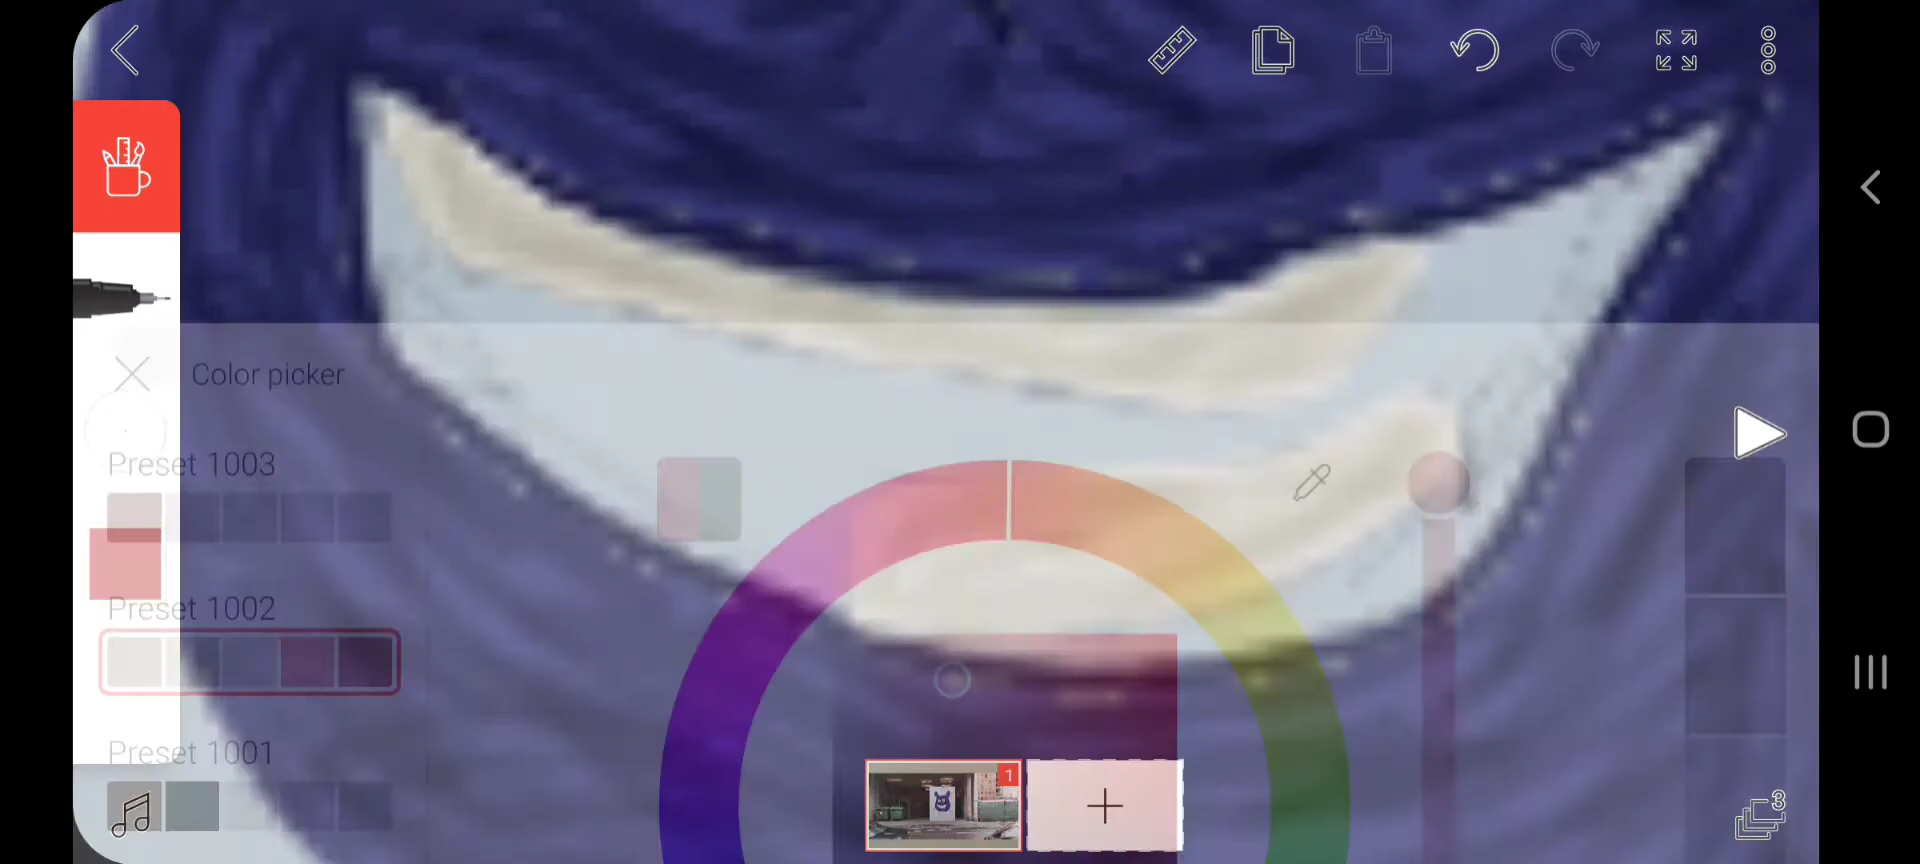 Color picker
Preset 1003
Preset 1002
Preset 1001
1
3